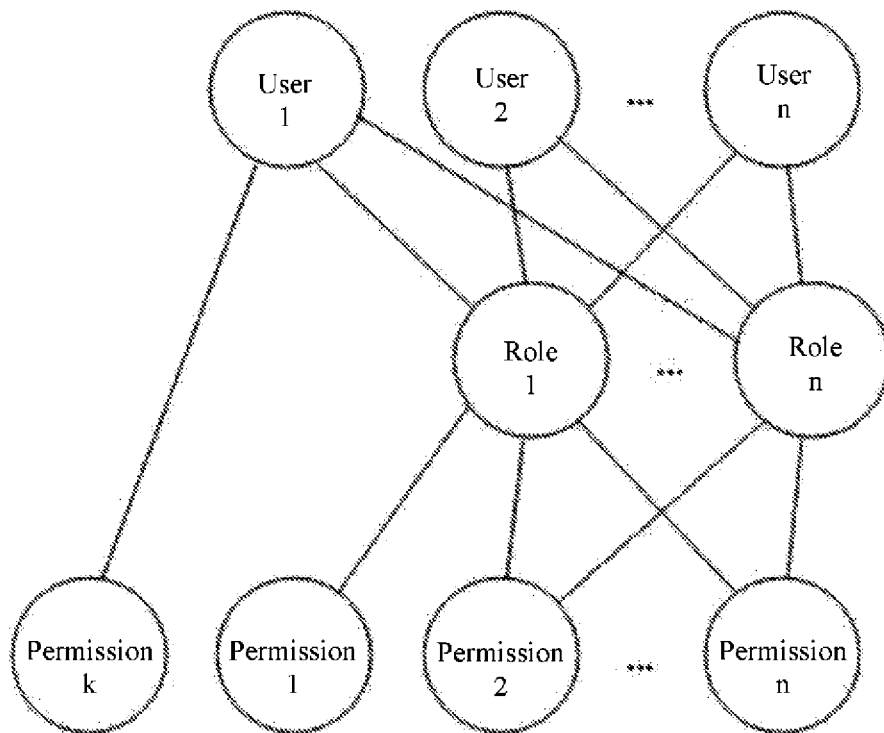 User
1
User
2
...
User
n
Role
1
...
Role
n
Permission
k
Permission
1
Permission
2
...
Permission
n